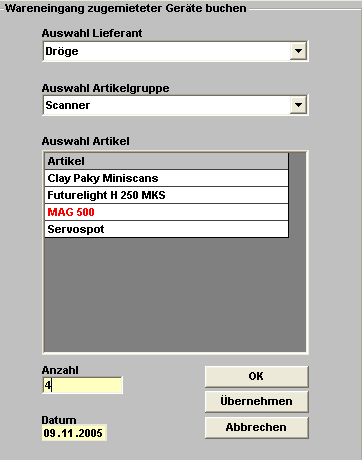 Wareneingang zugemieteter Geräte buchen
Auswahl Lieferant
Dröge
Auswahl Artikelgruppe
Scanner
Auswahl Artikel
Artikel
Clay Paky Miniscans
Futurelight H 250 MKS
MAG 500
Servospot
Anzahl
4
OK
Übernehmen
Datum
09.11.2005
Abbrechen